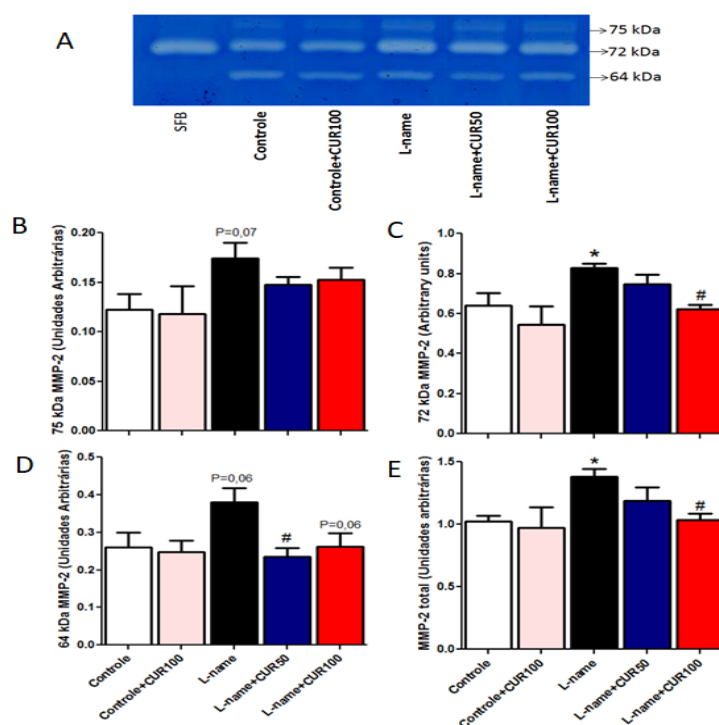 A
75 kDa
72 kDa
64 kDa
SFB
Controle
Controle+CUR100
L-name
L-name+CUR50
L-name+CUR100
B
75 kDa MMP-2 (Unidades Arbitrárias)
0.20
0.15
0.10
0.05
0.00
P=0,07
C
72 kDa MMP-2 (Arbitrary units)
1.0
0.8
0.6
0.4
0.2
0.0
*
#
D
64 kDa MMP-2 (Unidades Arbitrárias)
0.5
0.4
0.3
0.2
0.1
0.0
P=0,06
#
P=0,06
Controle
Controle+CUR100
L-name
L-name+CUR50
L-name+CUR100
E
MMP-2 total (Unidades arbitrárias)
1.5
1.0
0.5
0.0
*
#
Controle
Controle+CUR100
L-name
L-name+CUR50
L-name+CUR100